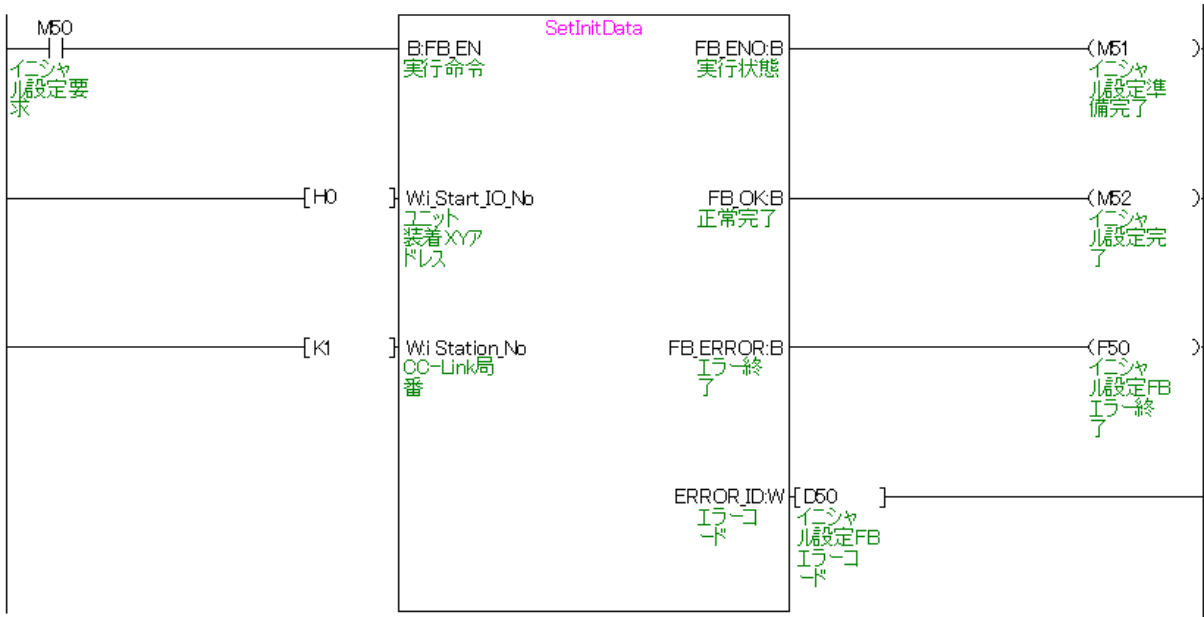 SetInitData
M50
イニシャ
ル設定要
求
B:FB_EN
実行命令
FB_ENO:B
実行状態
(M51 )
イニシャ
ル設定準
備完了
[H0 ]
W:i_Start_IO_No
ユニット
装着XYア
ドレス
FB_OK:B
正常完了
(M52 )
イニシャ
ル設定完
了
[K1 ]
W:i_Station_No
CC-Link局
番
FB_ERROR:B
エラー終
了
(F50 )
イニシャ
ル設定FB
エラー終
了
ERROR_ID:W
エラーコ
ード
[D50 ]
イニシャ
ル設定FB
エラーコ
ード